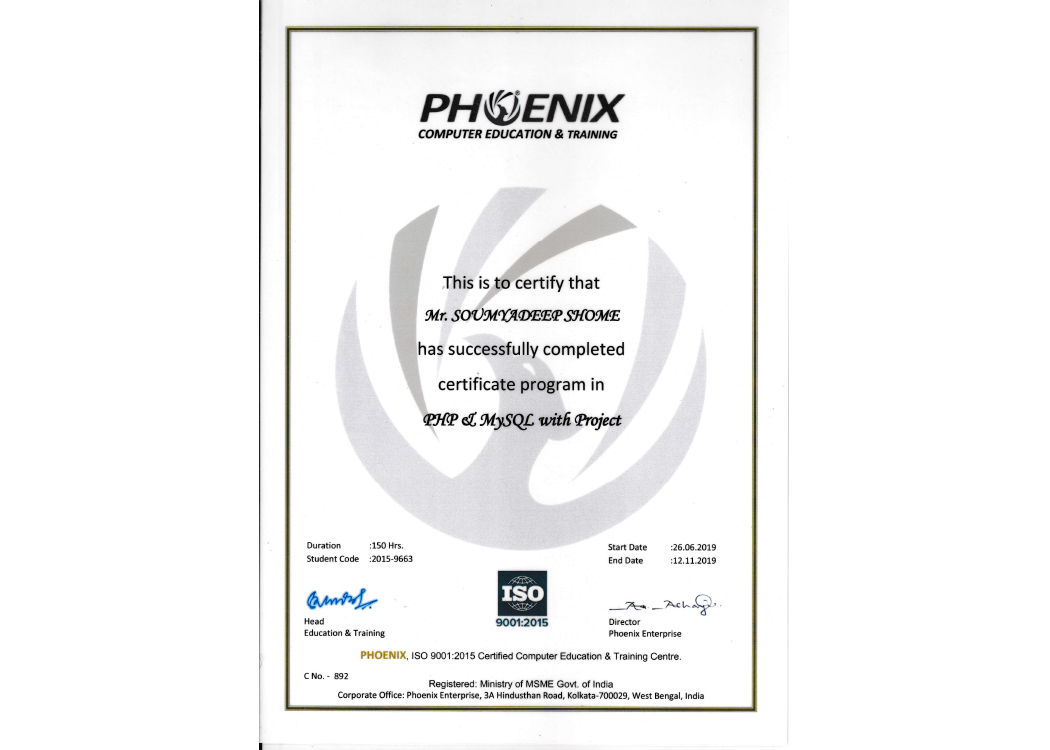 PHOENIX
COMPUTER EDUCATION & TRAINING
This is to certify that
Mr. SOUMYADEEP SHOME
has successfully completed
certificate program in
PHP & MySQL with Project
Duration :150 Hrs.
Student Code :2015-9663
Start Date :26.06.2019
End Date :12.11.2019
ISO
9001:2015
Head
Education & Training
Director
Phoenix Enterprise
PHOENIX, ISO 9001:2015 Certified Computer Education & Training Centre.
C No. - 892
Registered: Ministry of MSME Govt. of India
Corporate Office: Phoenix Enterprise, 3A Hindusthan Road, Kolkata-700029, West Bengal, India